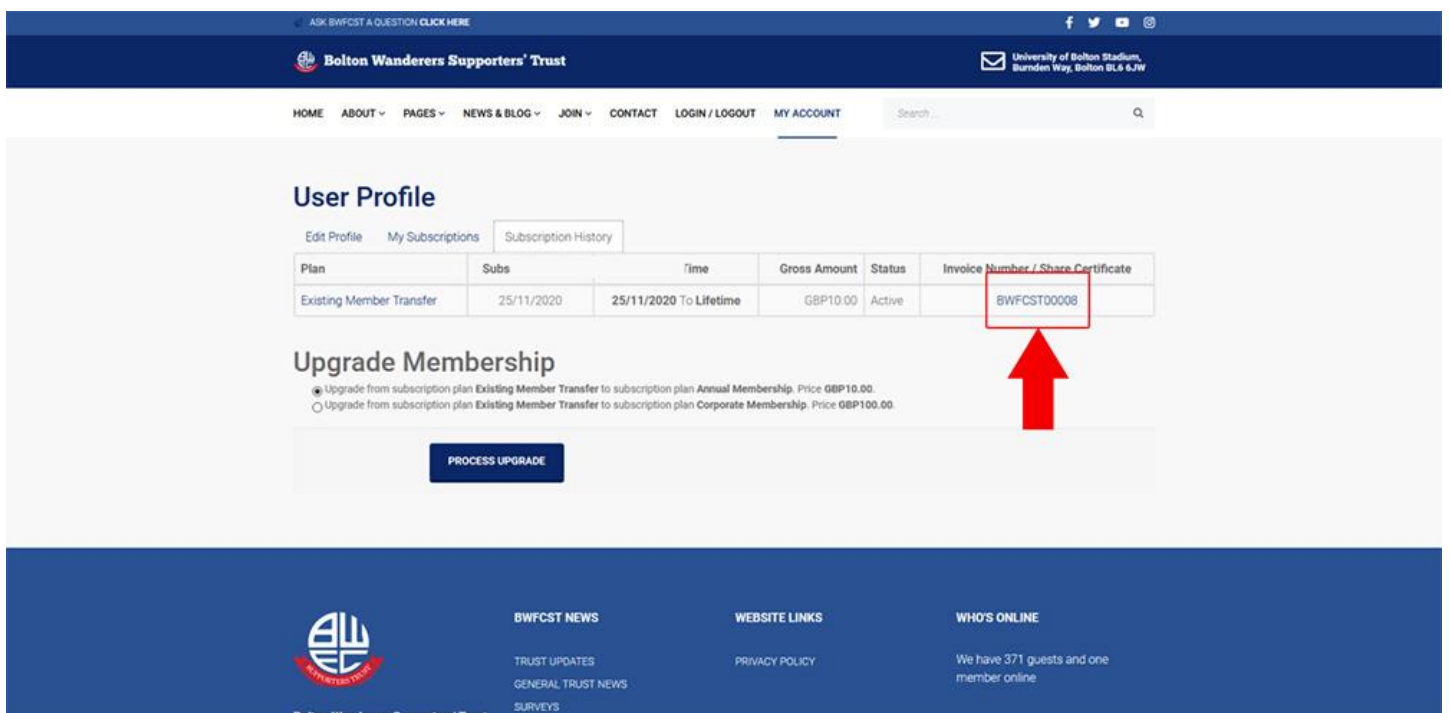 ASK BWFCST A QUESTION CLICK HERE
Bolton Wanderers Supporters' Trust
University of Bolton Stadium,
Burnden Way, Bolton BL6 6JW
HOME ABOUT PAGES NEWS & BLOG JOIN CONTACT LOGIN / LOGOUT MY ACCOUNT Search ...
User Profile
Edit Profile My Subscriptions Subscription History
Plan Subs Time Gross Amount Status Invoice Number / Share Certificate
Existing Member Transfer 25/11/2020 25/11/2020 To Lifetime GBP10.00 Active BWFCST00008
Upgrade Membership
Upgrade from subscription plan Existing Member Transfer to subscription plan Annual Membership. Price GBP10.00.
Upgrade from subscription plan Existing Member Transfer to subscription plan Corporate Membership. Price GBP100.00.
PROCESS UPGRADE
SUPPORTERS TRUST
BWFCST NEWS WEBSITE LINKS WHO'S ONLINE
TRUST UPDATES PRIVACY POLICY We have 371 guests and one
member online
GENERAL TRUST NEWS
SURVEYS